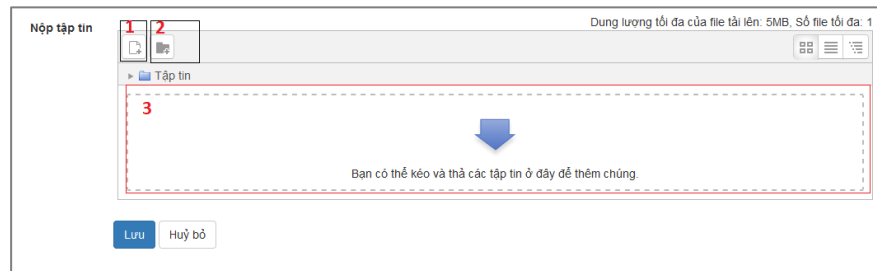 Dung lượng tối đa của file tải lên: 5MB, Số file tối đa: 1
Nộp tập tin
1 2
Tập tin
3
Bạn có thể kéo và thả các tập tin ở đây để thêm chúng.
Lưu Huỷ bỏ